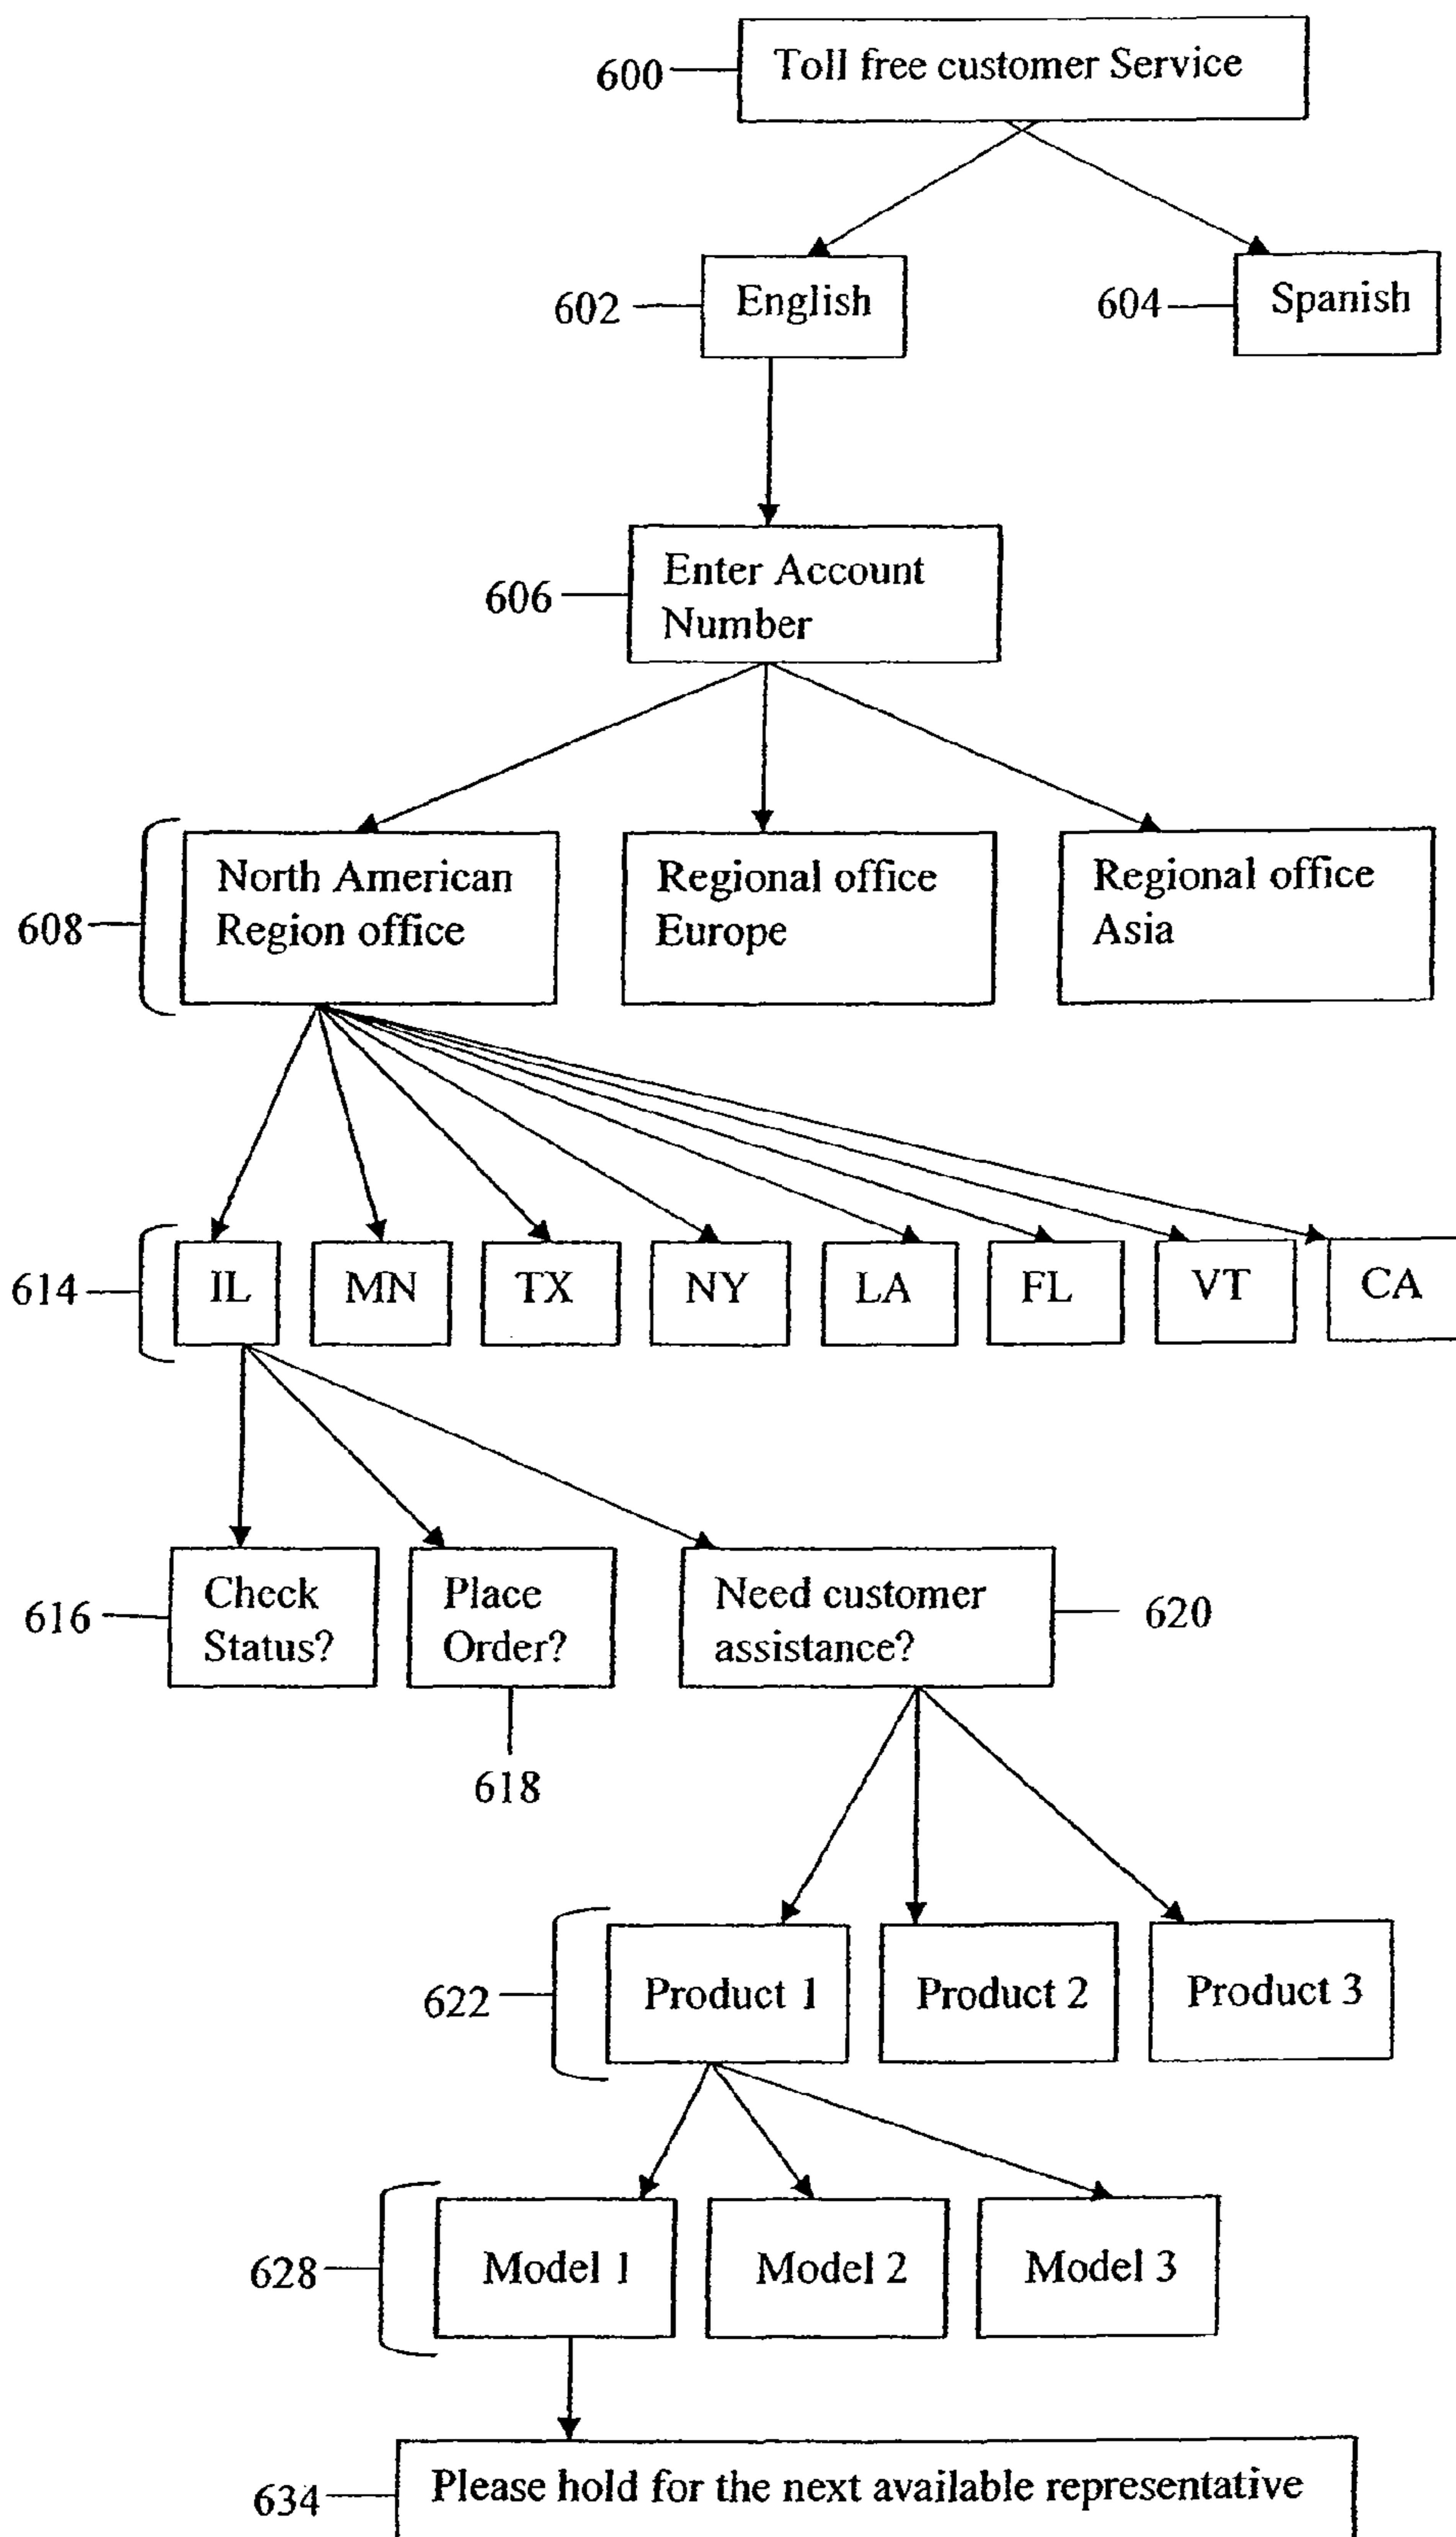 600
Toll free customer Service
602
English
604
Spanish
606
Enter Account
Number
608
North American
Region office
Regional office
Europe
Regional office
Asia
614
IL
MN
TX
NY
LA
FL
VT
CA
616
Check
Status?
Place
Order?
618
Need customer
assistance?
620
622
Product 1
Product 2
Product 3
628
Model 1
Model 2
Model 3
634
Please hold for the next available representative